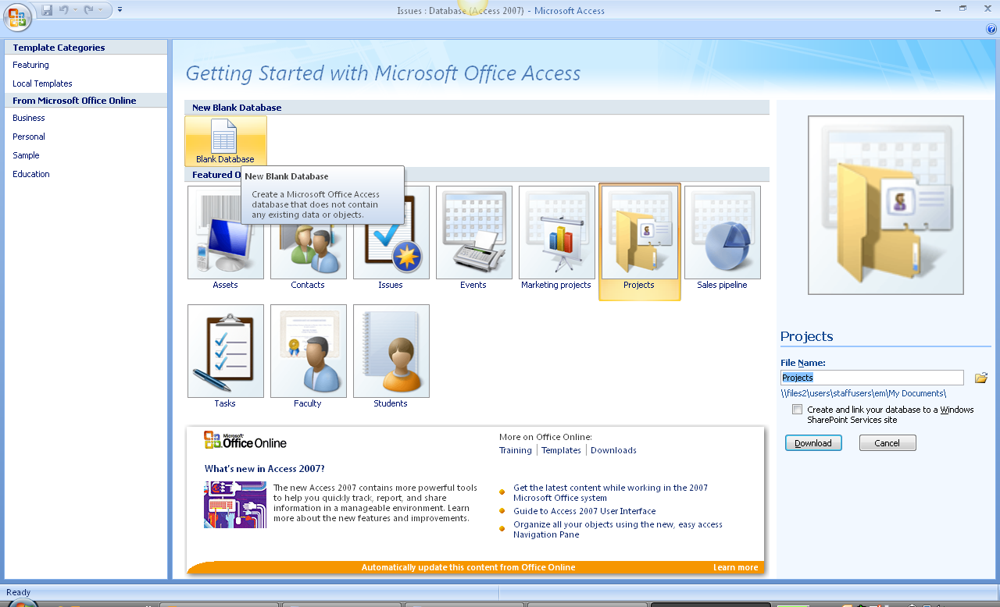 Issues : Database (Access 2007) - Microsoft Access
Template Categories
Featuring
Local Templates
From Microsoft Office Online
Business
Personal
Sample
Education
Getting Started with Microsoft Office Access
New Blank Database
Blank Database
Featured O
New Blank Database
Create a Microsoft Office Access
database that does not contain
any existing data or objects.
Assets
Contacts
Issues
Events
Marketing projects
Projects
Sales pipeline
Tasks
Faculty
Students
Microsoft
Office Online
What's new in Access 2007?
The new Access 2007 contains more powerful tools
to help you quickly track, report, and share
information in a manageable environment. Learn
more about the new features and improvements.
More on Office Online:
Training | Templates | Downloads
Get the latest content while working in the 2007
Microsoft Office system
Guide to Access 2007 User Interface
Organize all your objects using the new, easy access
Navigation Pane
Automatically update this content from Office Online
Learn more
Projects
File Name:
Projects
\\files2\users\staffusers\em\My Documents\
Create and link your database to a Windows
SharePoint Services site
Download
Cancel
Ready